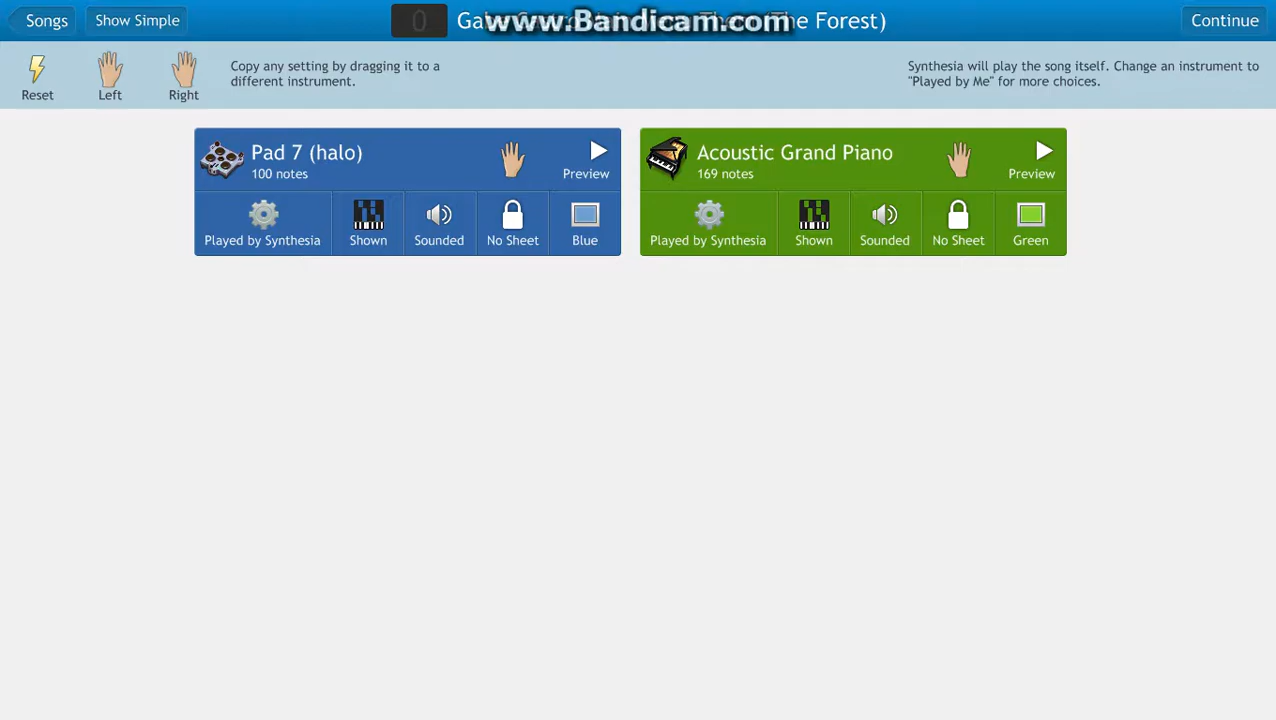 Songs
Show Simple
0
www.Bandicam.com
The Forest)
Continue
Reset
Left
Right
Copy any setting by dragging it to a
different instrument.
Synthesia will play the song itself. Change an instrument to
"Played by Me" for more choices.
Pad 7 (halo)
100 notes
Preview
Played by Synthesia
Shown
Sounded
No Sheet
Blue
Acoustic Grand Piano
169 notes
Preview
Played by Synthesia
Shown
Sounded
No Sheet
Green